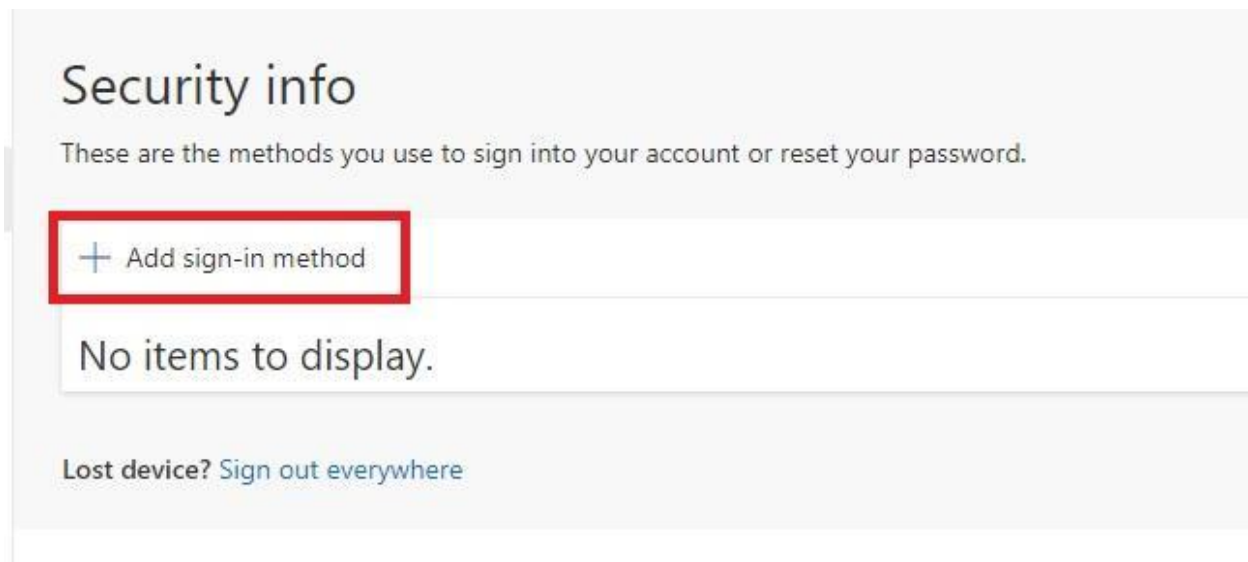 Security info
These are the methods you use to sign into your account or reset your password.
+ Add sign-in method
No items to display.
Lost device? Sign out everywhere